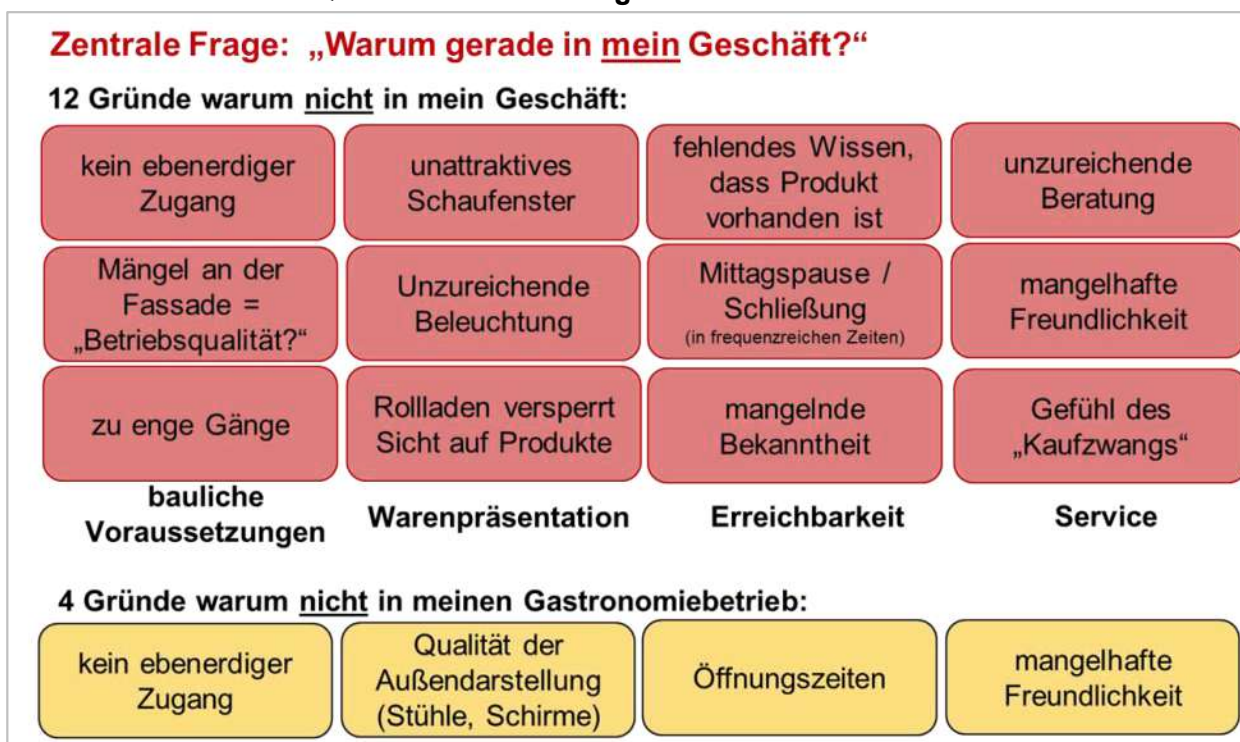 Zentrale Frage: „Warum gerade in mein Geschäft?“
12 Gründe warum nicht in mein Geschäft:
kein ebenerdiger
Zugang
unattraktives
Schaufenster
fehlendes Wissen,
dass Produkt
vorhanden ist
unzureichende
Beratung
Mängel an der
Fassade =
„Betriebsqualität?“
Unzureichende
Beleuchtung
Mittagspause /
Schließung
(in frequenzreichen Zeiten)
mangelhafte
Freundlichkeit
zu enge Gänge
Rollladen versperrt
Sicht auf Produkte
mangelnde
Bekanntheit
Gefühl des
„Kaufzwangs“
bauliche
Voraussetzungen
Warenpräsentation
Erreichbarkeit
Service
4 Gründe warum nicht in meinen Gastronomiebetrieb:
kein ebenerdiger
Zugang
Qualität der
Außendarstellung
(Stühle, Schirme)
Öffnungszeiten
mangelhafte
Freundlichkeit